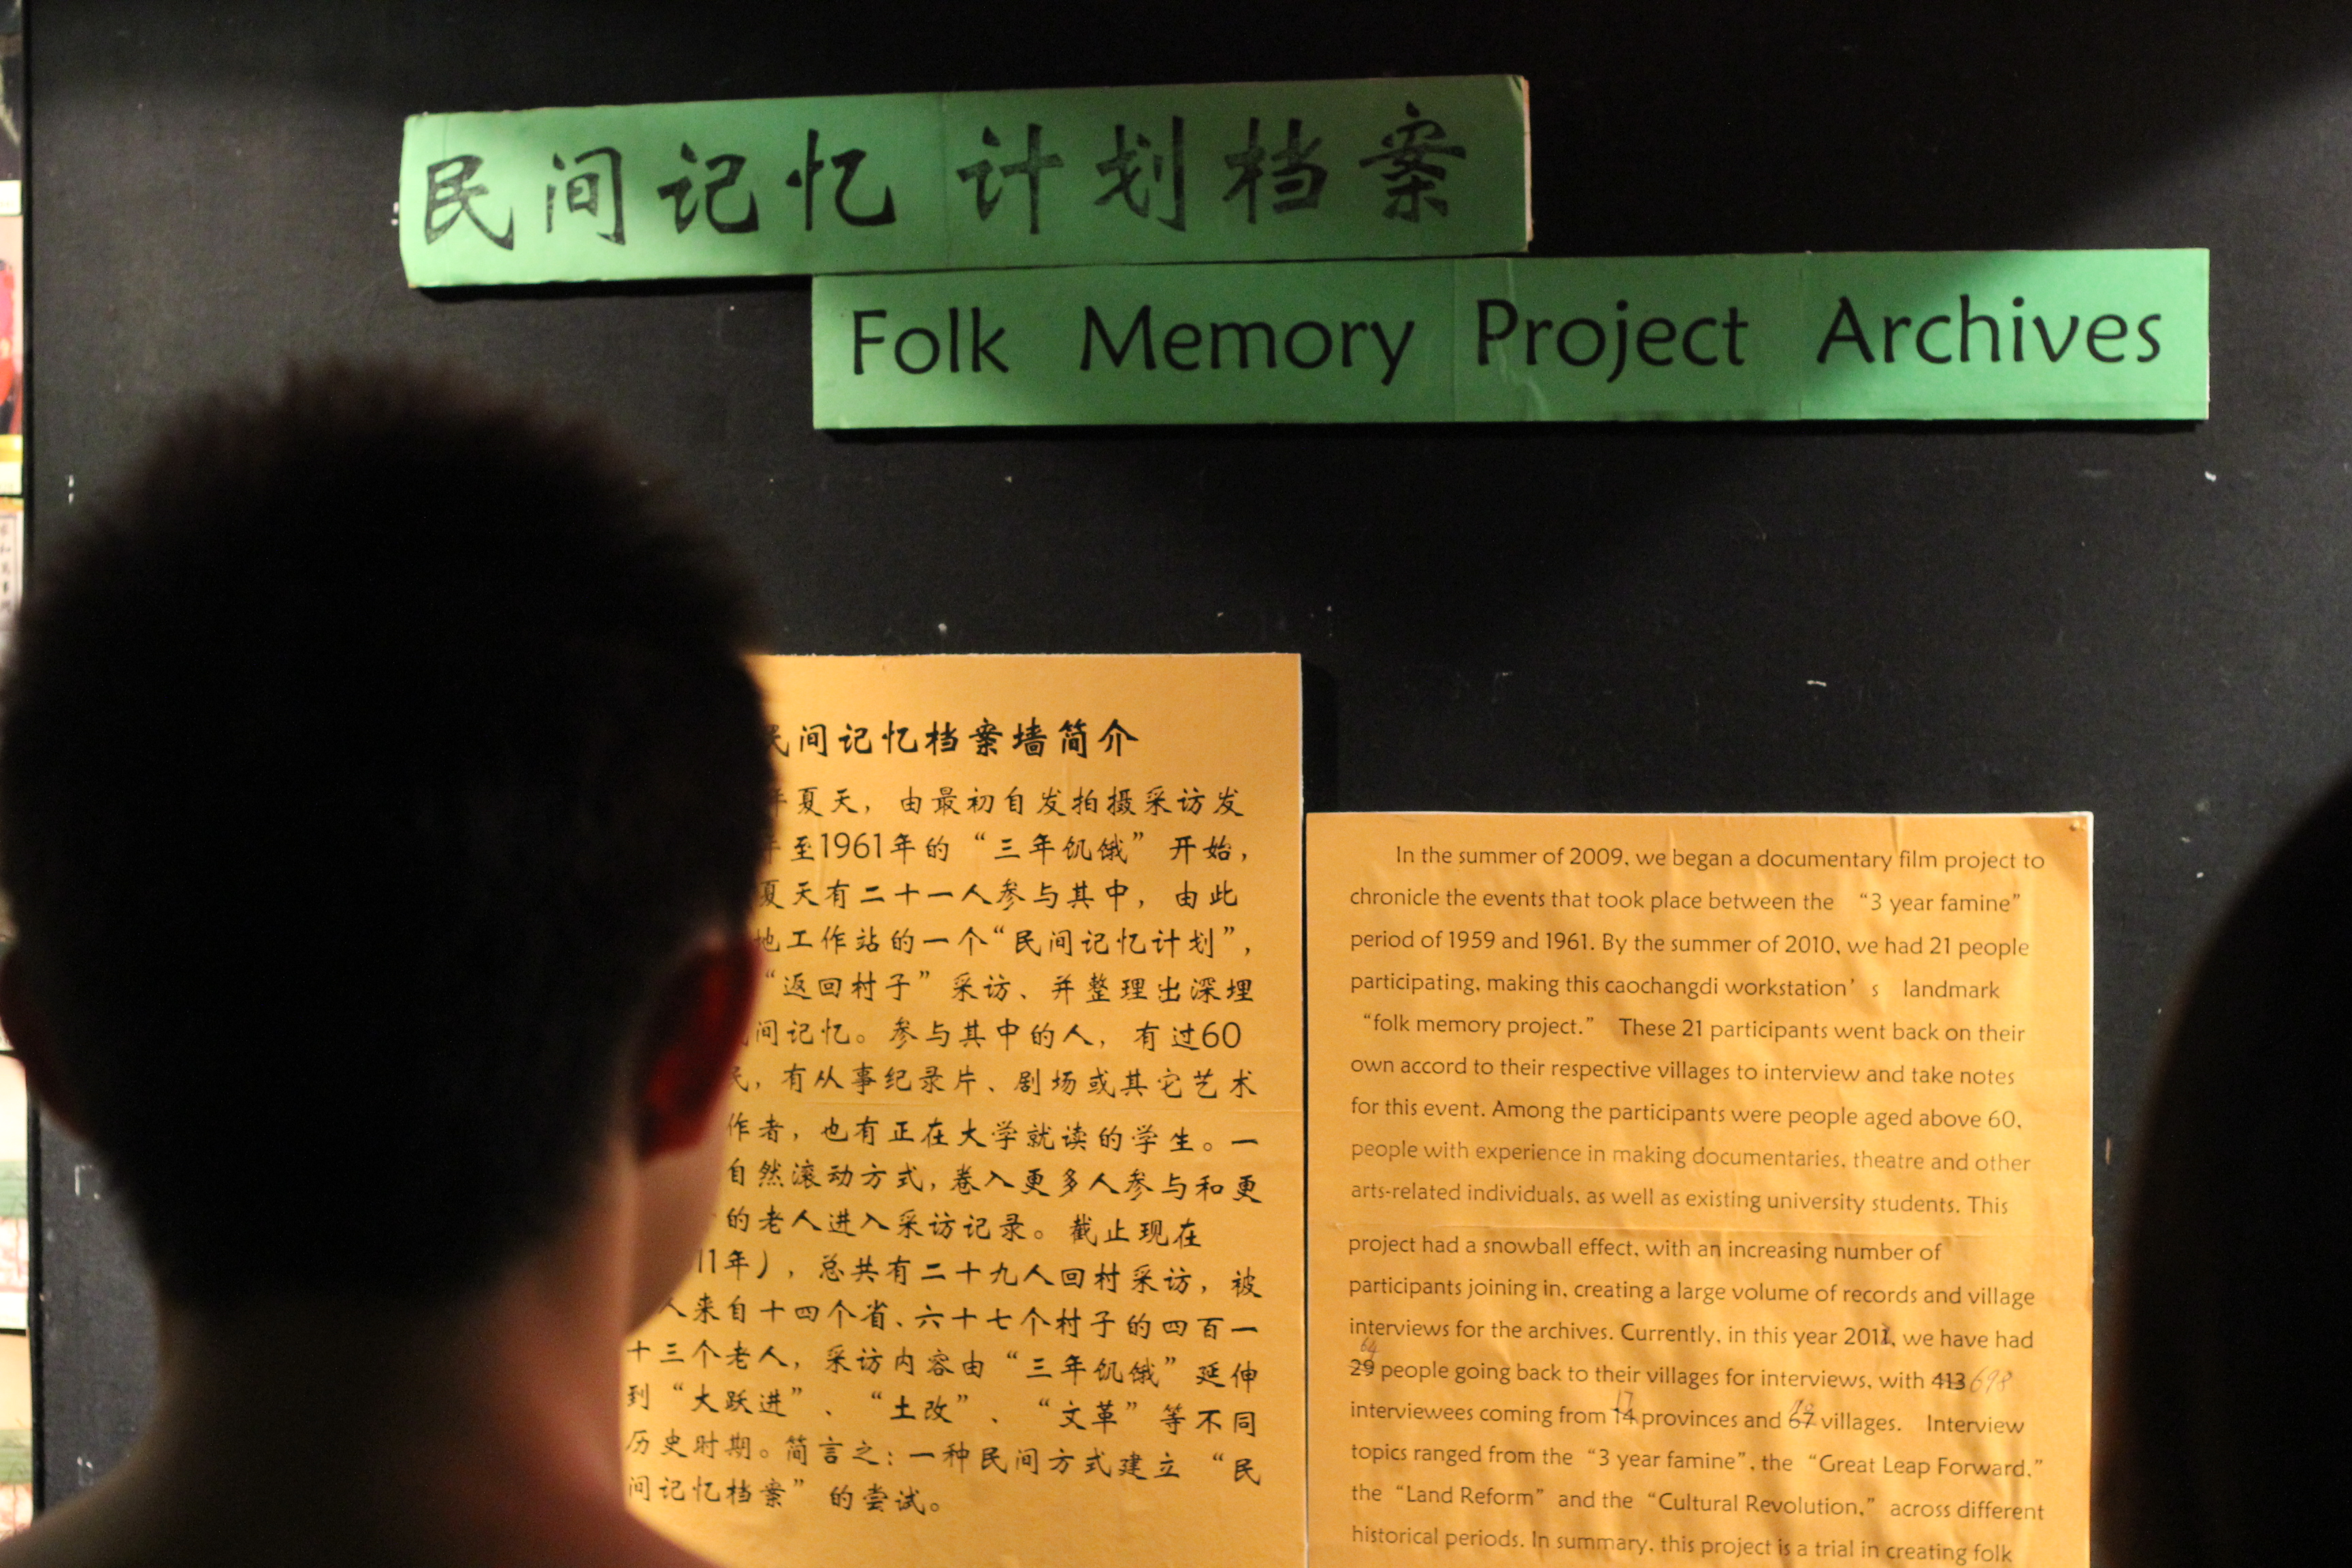 民间记忆 计划档案
Folk Memory Project Archives
民间记忆档案墙简介
年夏天，由最初自发拍摄采访发
年至1961年的“三年饥饿”开始，
夏天有二十一人参与其中，由此
地工作站的一个“民间记忆计划”，
“返回村子”采访、并整理出深埋
间记忆。参与其中的人，有过60
民，有从事纪录片、剧场或其它艺术
作者，也有正在大学就读的学生。一
自然滚动方式，卷入更多人参与和更
的老人进入采访记录。截止现在
11年），总共有二十九人回村采访，被
人来自十四个省、六十七个村子的四百一
十三个老人，采访内容由“三年饥饿”延伸
到“大跃进”、“土改”、“文革”等不同
历史时期。简言之：一种民间方式建立“民
间记忆档案”的尝试。
In the summer of 2009, we began a documentary film project to
chronicle the events that took place between the “3 year famine”
period of 1959 and 1961. By the summer of 2010, we had 21 people
participating, making this caochangdi workstation’s landmark
“folk memory project.” These 21 participants went back on their
own accord to their respective villages to interview and take notes
for this event. Among the participants were people aged above 60,
people with experience in making documentaries, theatre and other
arts-related individuals, as well as existing university students. This
project had a snowball effect, with an increasing number of
participants joining in, creating a large volume of records and village
interviews for the archives. Currently, in this year 2011, we have had
29 people going back to their villages for interviews, with 413 698
interviewees coming from 14 17 provinces and 67 villages. Interview
topics ranged from the “3 year famine”, the “Great Leap Forward,”
the “Land Reform” and the “Cultural Revolution,” across different
historical periods. In summary, this project is a trial in creating folk